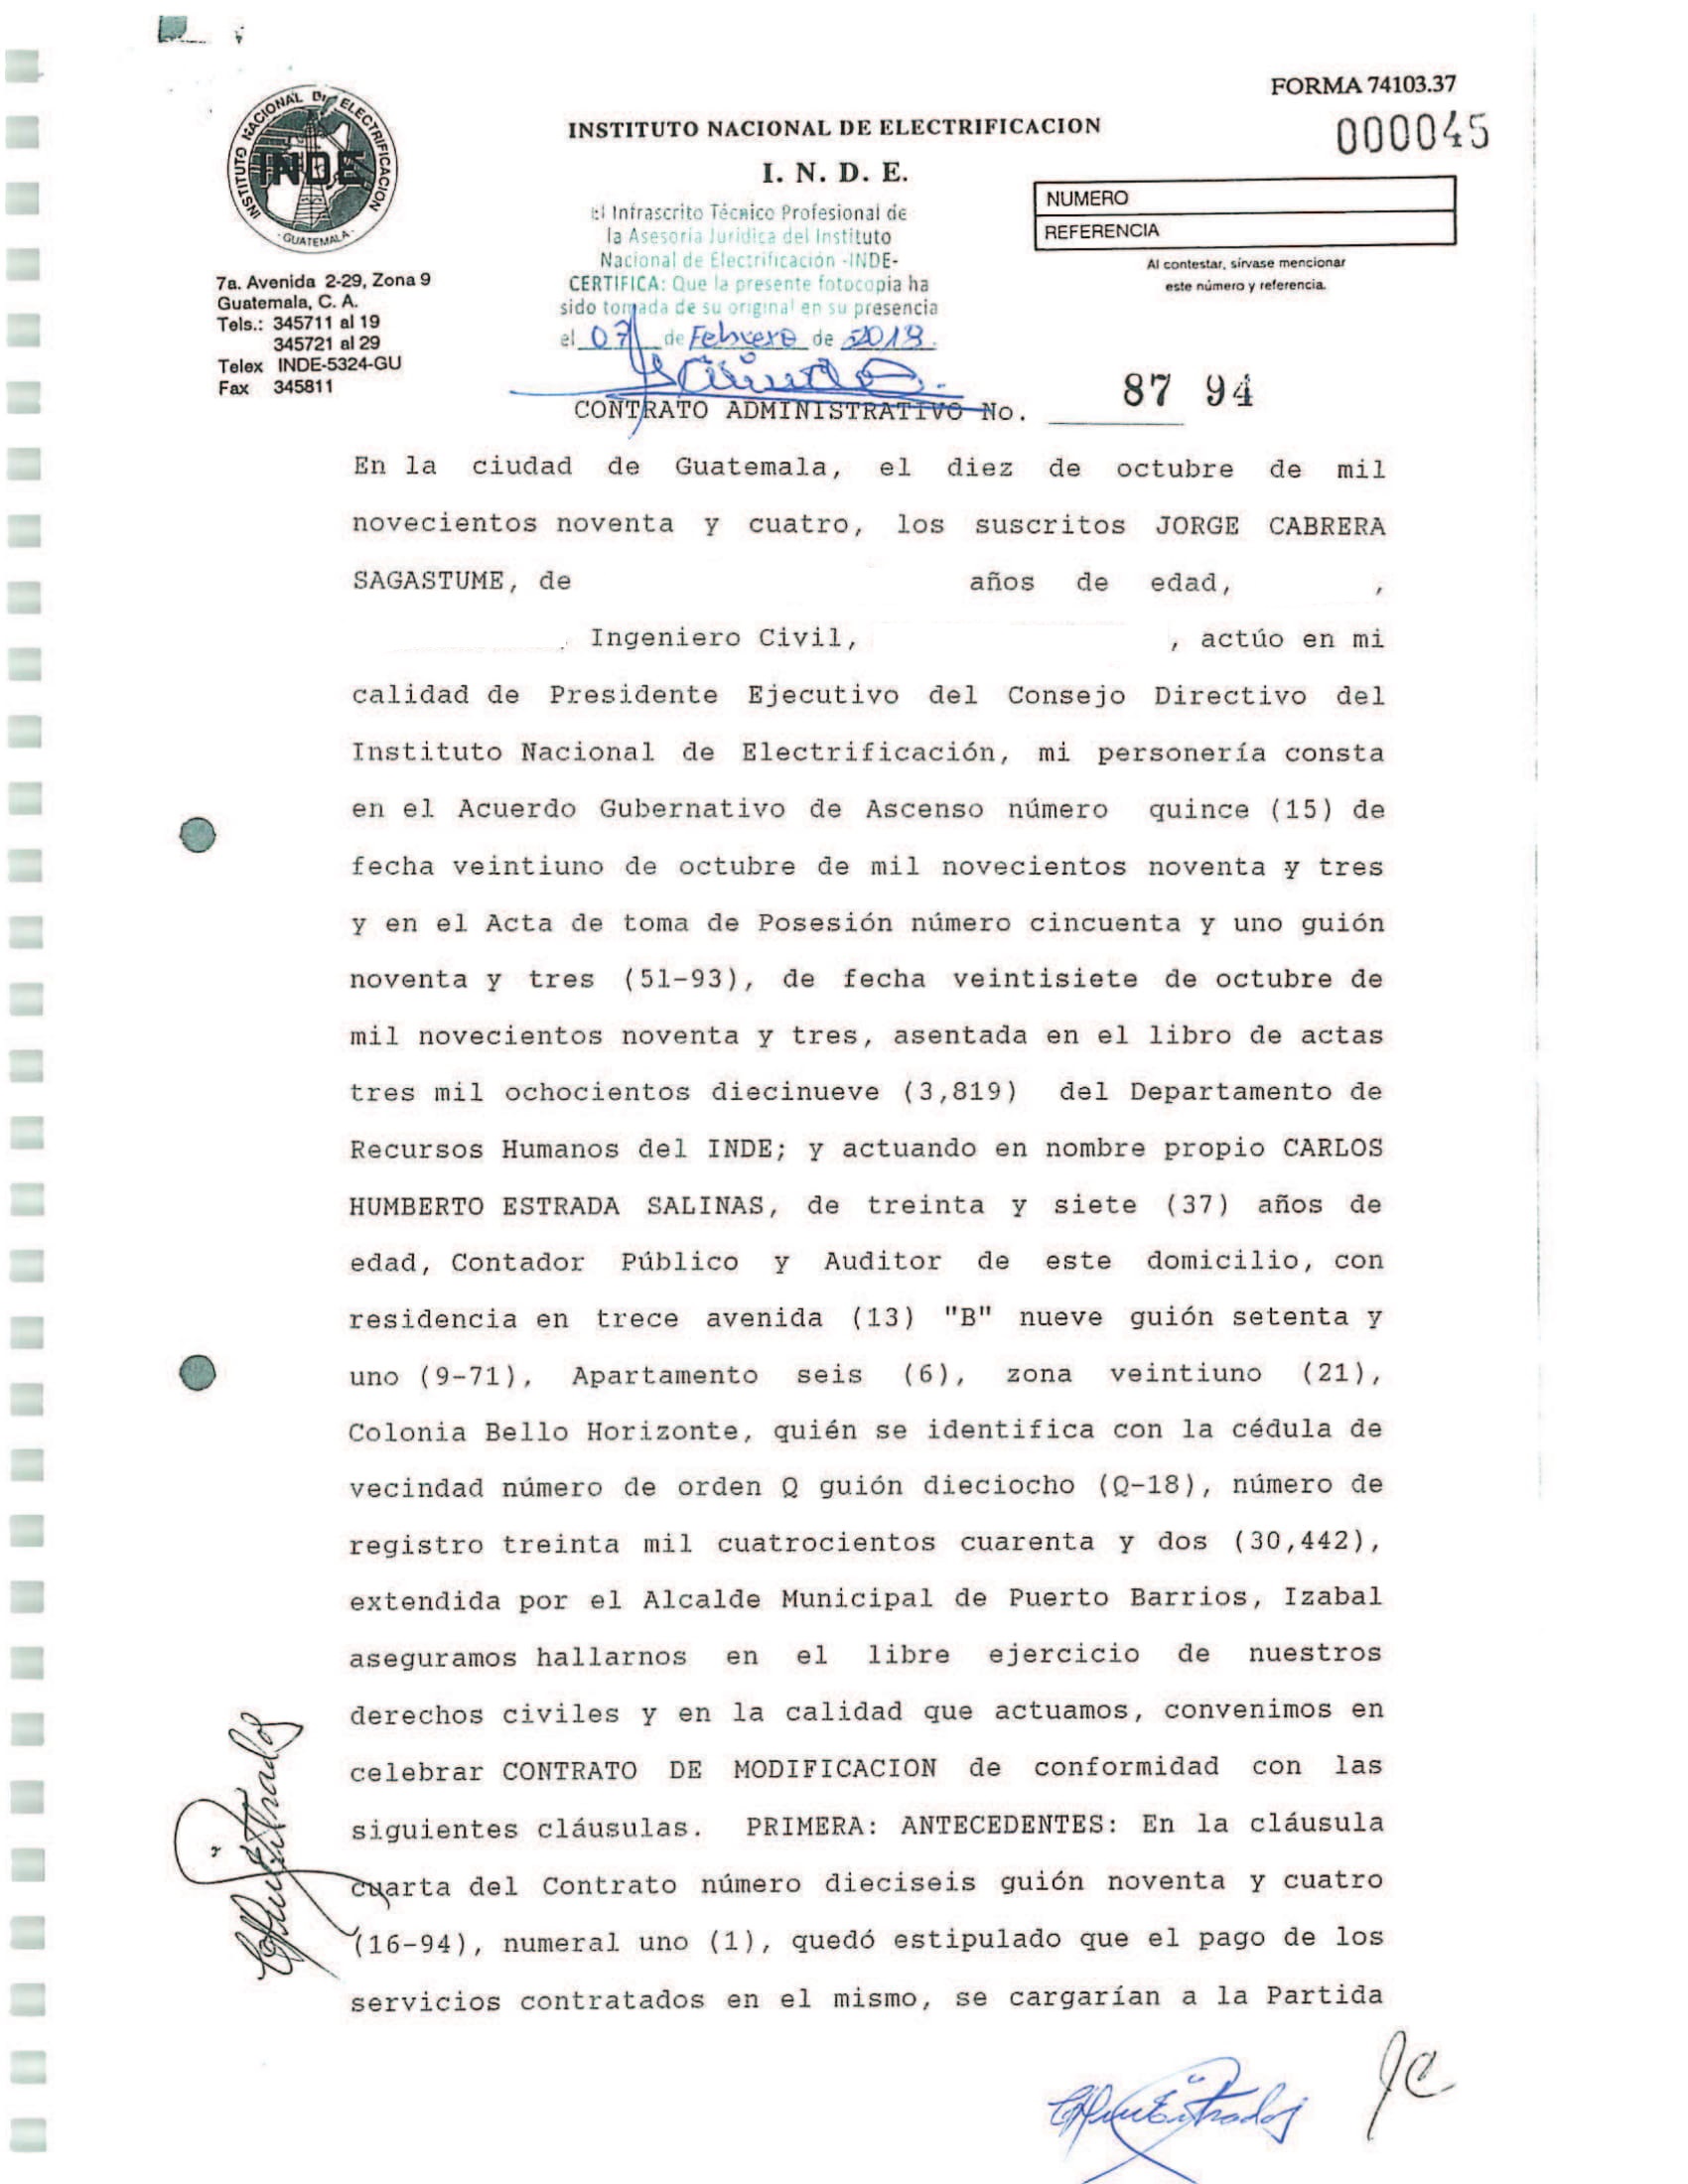 FORMA 74103.37
000045
INSTITUTO NACIONAL DE ELECTRIFICACION
INSTITUTO NACIONAL DE ELECTRIFICACION
INDE
GUATEMALA
I. N. D. E.
NUMERO
REFERENCIA
Al contestar, sírvase mencionar
este número y referencia.
El Infrascrito Técnico Profesional de
la Asesoría Jurídica del Instituto
Nacional de Electrificación -INDE-
CERTIFICA: Que la presente fotocopia ha
sido tomada de su original en su presencia
el 07 de Febrero de 2018.
7a. Avenida 2-29, Zona 9
Guatemala, C. A.
Tels.: 345711 al 19
345721 al 29
Telex INDE-5324-GU
Fax 345811
CONTRATO ADMINISTRATIVO No. 87 94
En la ciudad de Guatemala, el diez de octubre de mil
novecientos noventa y cuatro, los suscritos JORGE CABRERA
SAGASTUME, de años de edad, ,
Ingeniero Civil, , actúo en mi
calidad de Presidente Ejecutivo del Consejo Directivo del
Instituto Nacional de Electrificación, mi personería consta
en el Acuerdo Gubernativo de Ascenso número quince (15) de
fecha veintiuno de octubre de mil novecientos noventa y tres
y en el Acta de toma de Posesión número cincuenta y uno guión
noventa y tres (51-93), de fecha veintisiete de octubre de
mil novecientos noventa y tres, asentada en el libro de actas
tres mil ochocientos diecinueve (3,819) del Departamento de
Recursos Humanos del INDE; y actuando en nombre propio CARLOS
HUMBERTO ESTRADA SALINAS, de treinta y siete (37) años de
edad, Contador Público y Auditor de este domicilio, con
residencia en trece avenida (13) "B" nueve guión setenta y
uno (9-71), Apartamento seis (6), zona veintiuno (21),
Colonia Bello Horizonte, quién se identifica con la cédula de
vecindad número de orden Q guión dieciocho (Q-18), número de
registro treinta mil cuatrocientos cuarenta y dos (30,442),
extendida por el Alcalde Municipal de Puerto Barrios, Izabal
aseguramos hallarnos en el libre ejercicio de nuestros
derechos civiles y en la calidad que actuamos, convenimos en
celebrar CONTRATO DE MODIFICACION de conformidad con las
siguientes cláusulas. PRIMERA: ANTECEDENTES: En la cláusula
cuarta del Contrato número dieciseis guión noventa y cuatro
(16-94), numeral uno (1), quedó estipulado que el pago de los
servicios contratados en el mismo, se cargarían a la Partida
JC